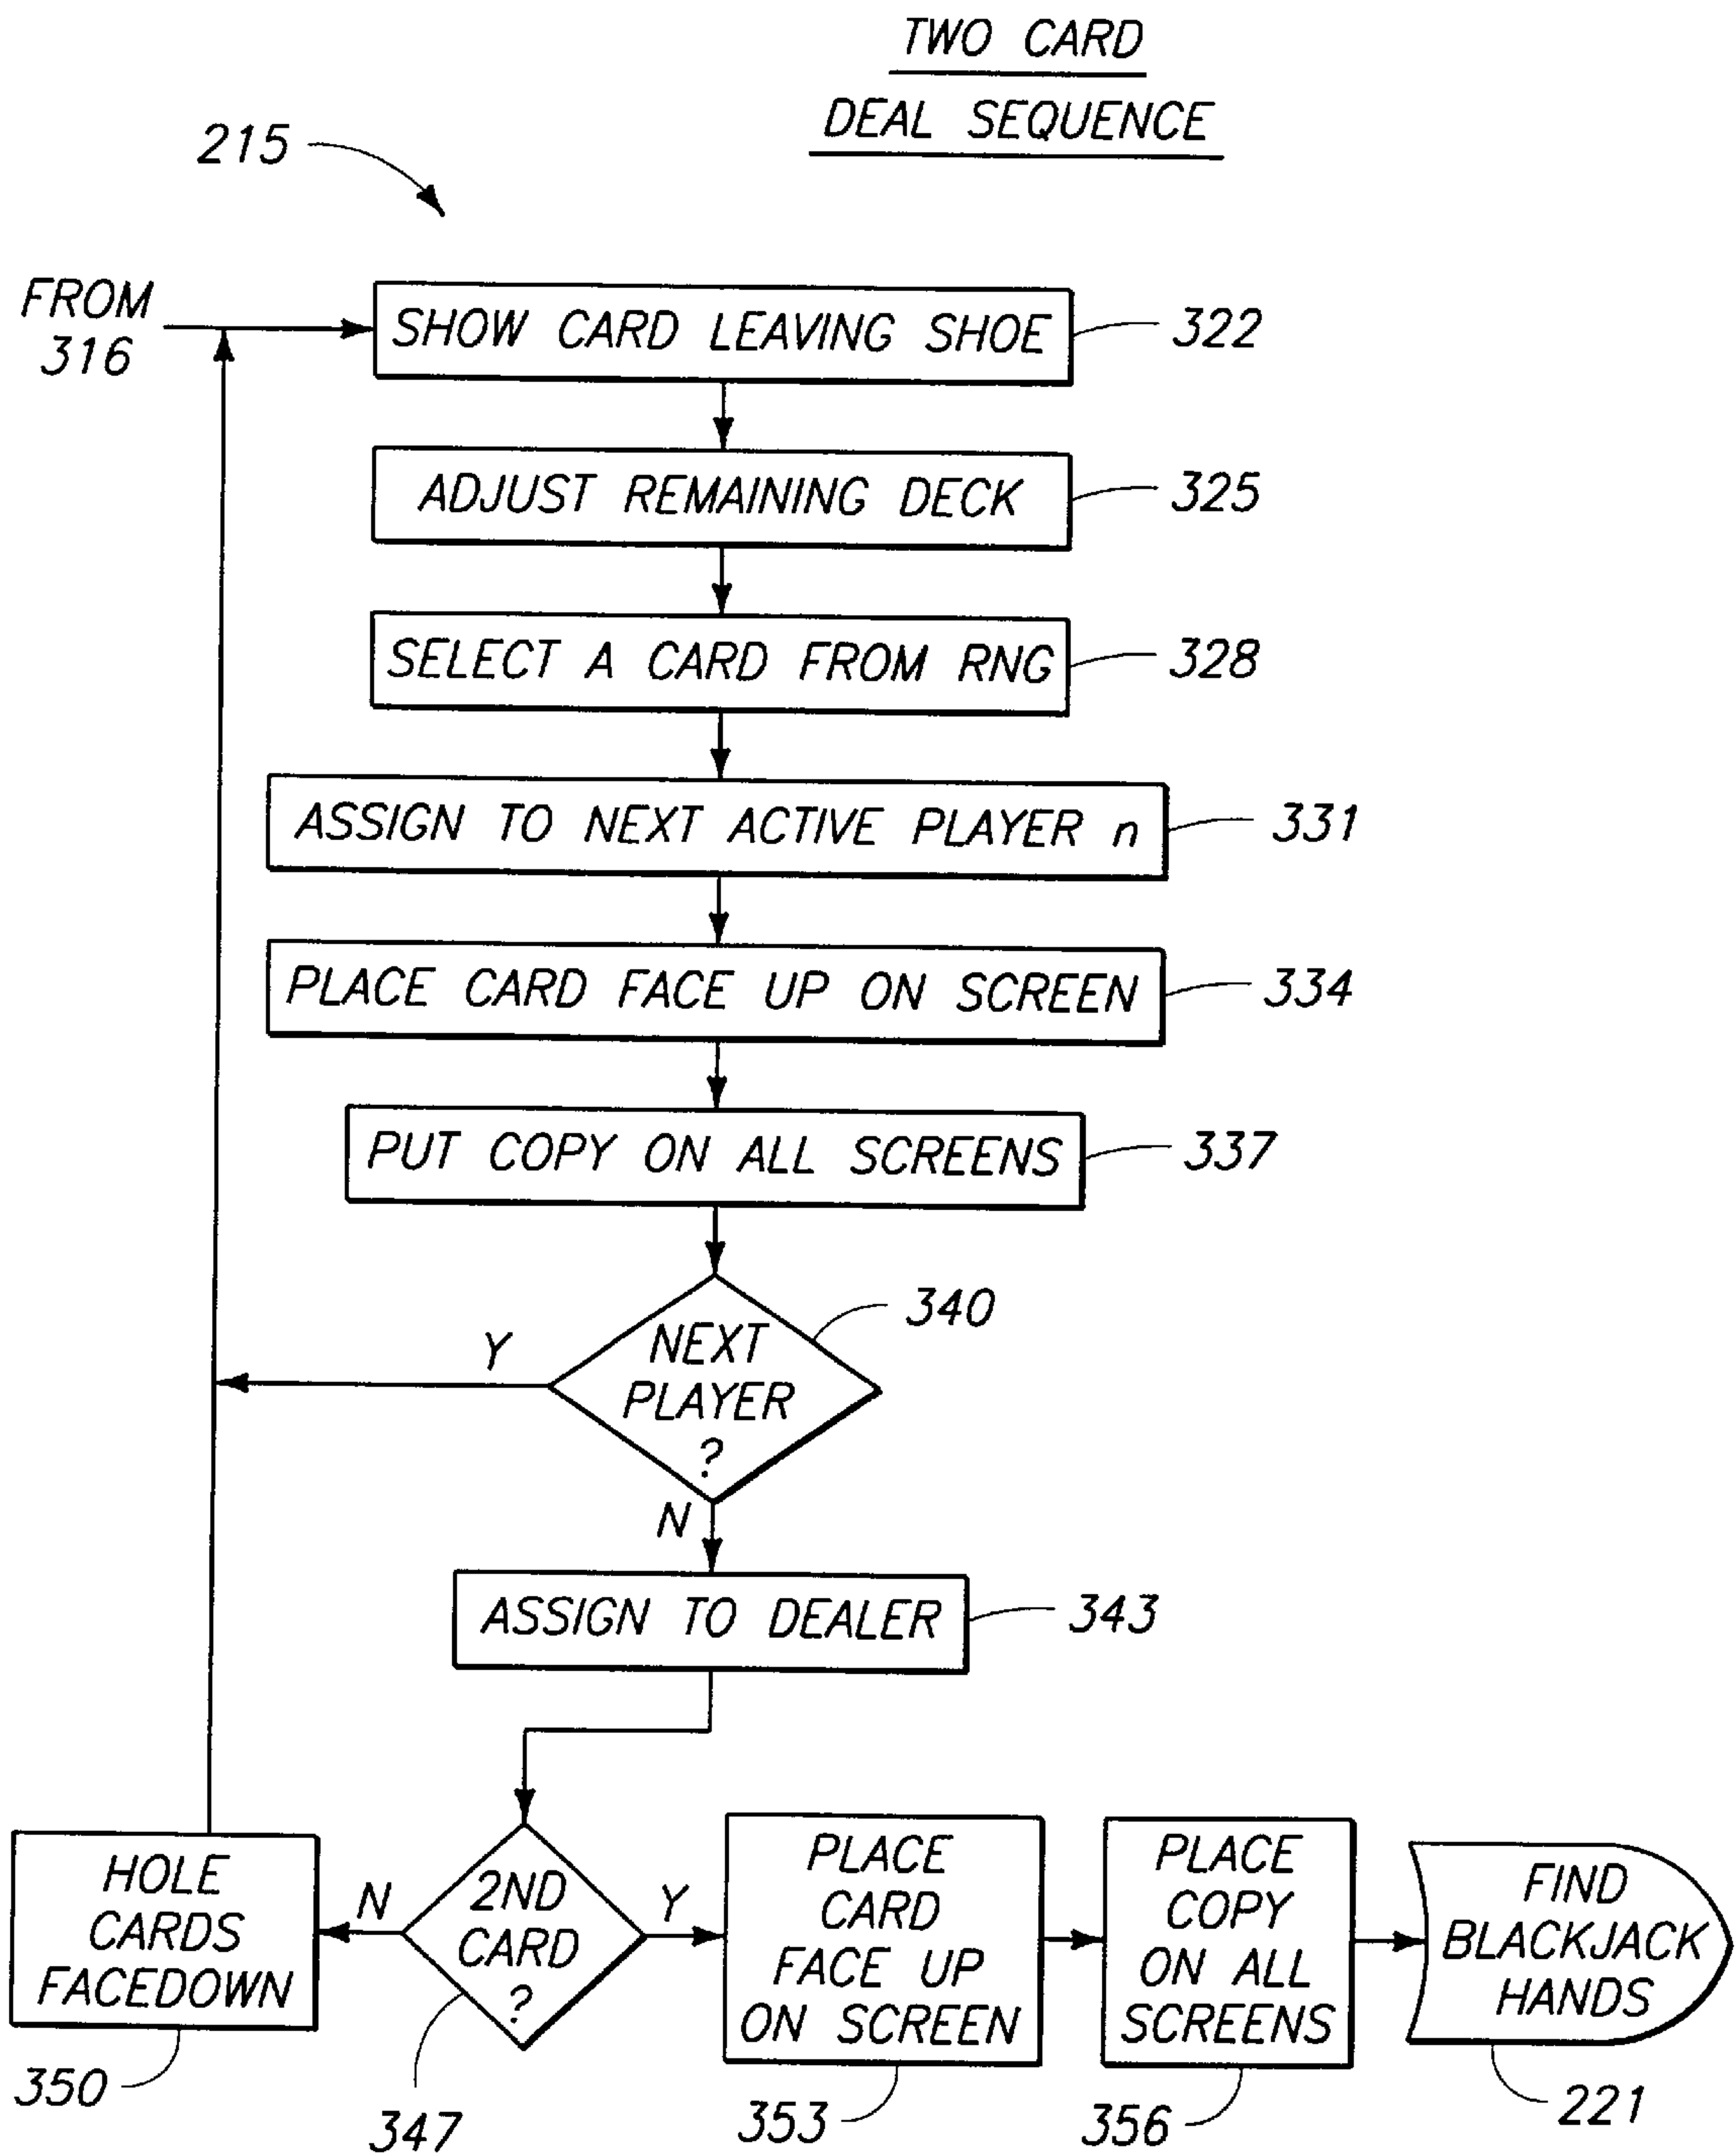 TWO CARD
DEAL SEQUENCE
215
FROM
316
SHOW CARD LEAVING SHOE
322
ADJUST REMAINING DECK
325
SELECT A CARD FROM RNG
328
ASSIGN TO NEXT ACTIVE PLAYER n
331
PLACE CARD FACE UP ON SCREEN
334
PUT COPY ON ALL SCREENS
337
NEXT
PLAYER
?
340
Y
N
ASSIGN TO DEALER
343
HOLE
CARDS
FACEDOWN
350
N
2ND
CARD
?
347
Y
PLACE
CARD
FACE UP
ON SCREEN
353
PLACE
COPY
ON ALL
SCREENS
356
FIND
BLACKJACK
HANDS
221